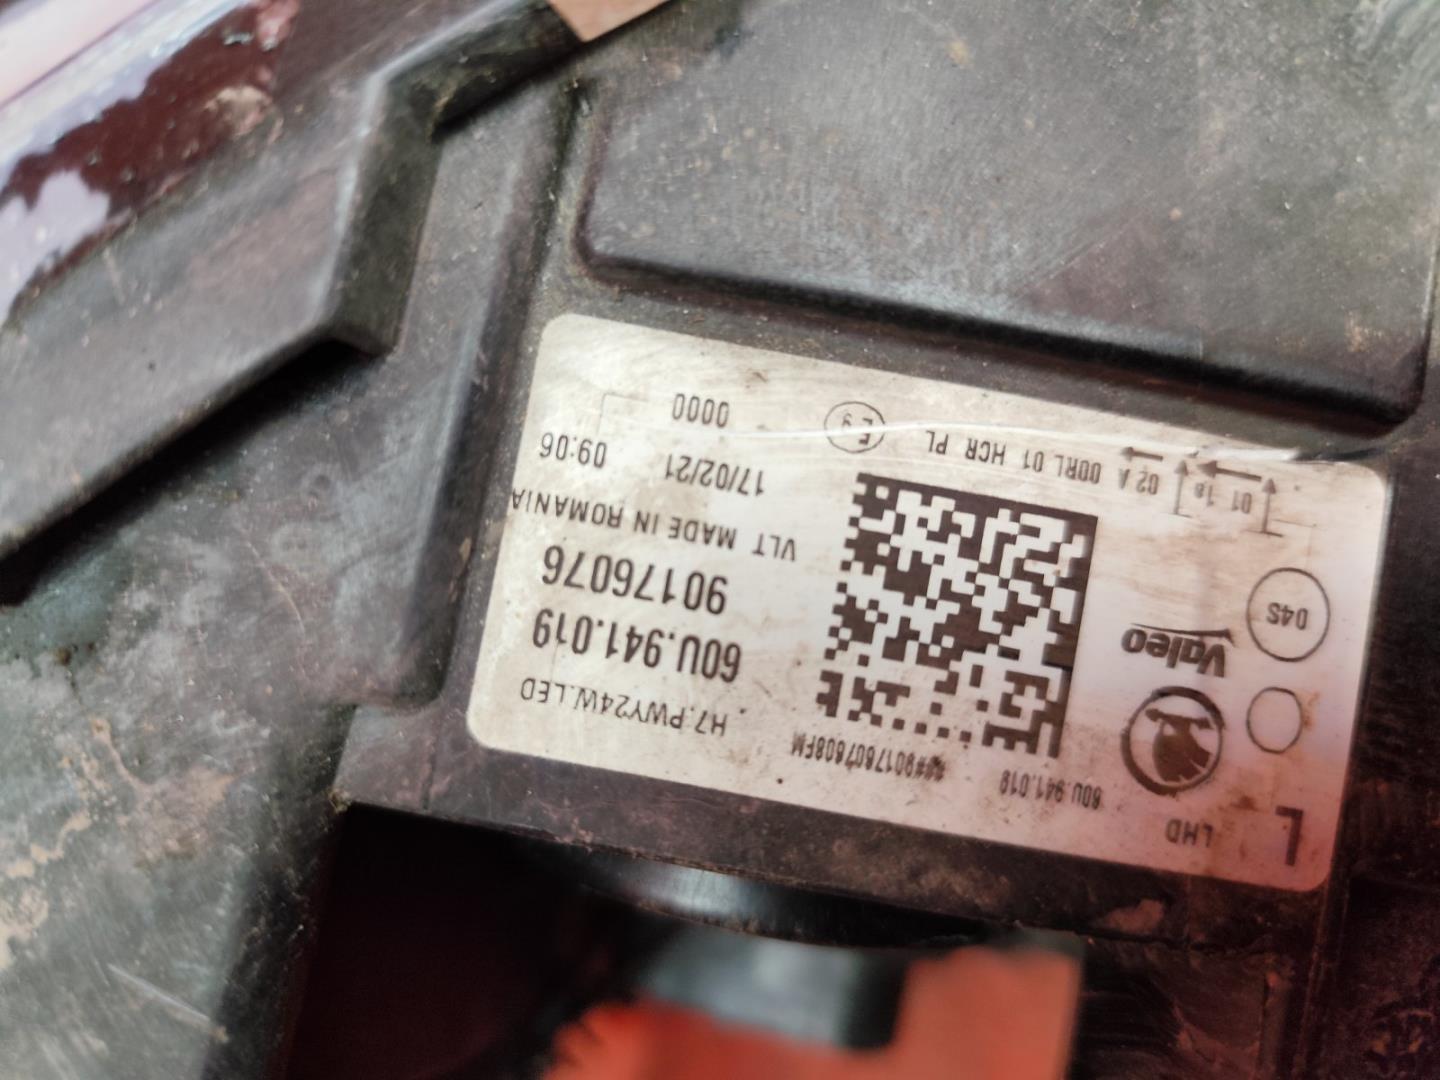 L
LHD
60U.941.019
H7.PWY24W.LED
60U.941.019
90176076
VLT MADE IN ROMANIA
17/02/21 09:06
0000
Valeo
D4S
01 1a
02 A 00RL 01 HCR PL
E9